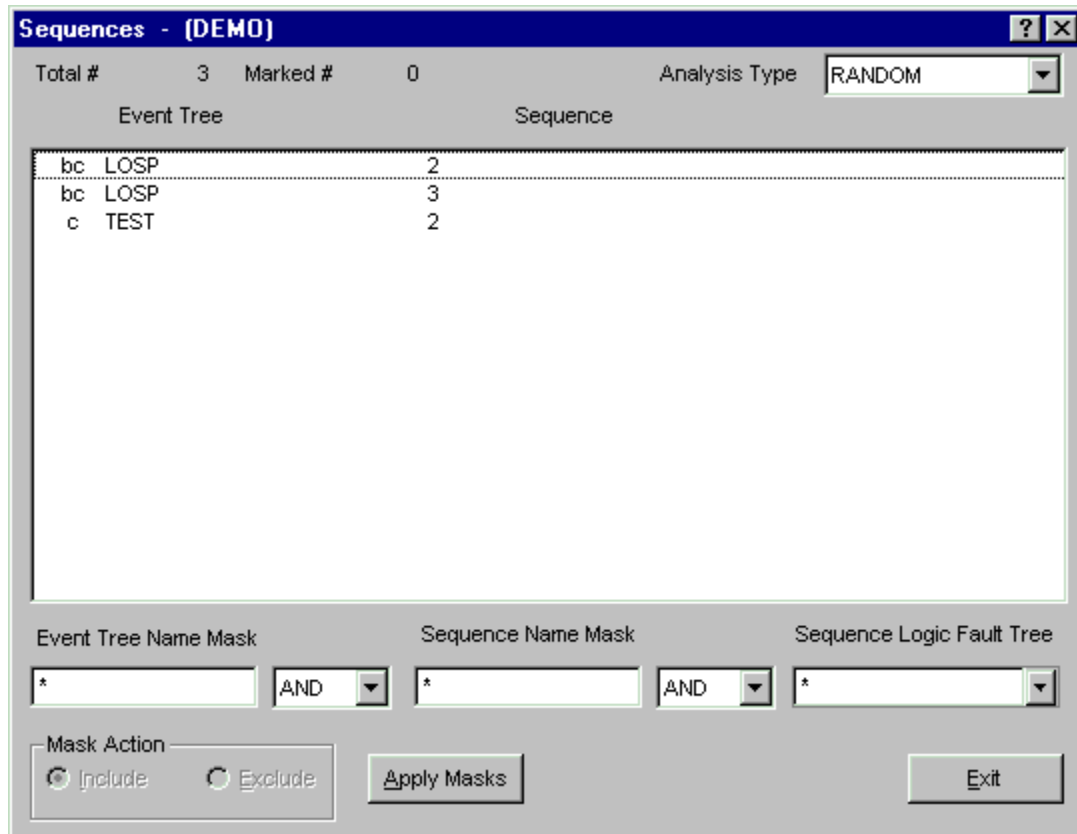 Sequences - (DEMO)
Total # 3 Marked # 0 Analysis Type RANDOM
Event Tree Sequence
bc LOSP 2
bc LOSP 3
c TEST 2
Event Tree Name Mask Sequence Name Mask Sequence Logic Fault Tree
* AND * AND *
Mask Action
Include Exclude Apply Masks Exit